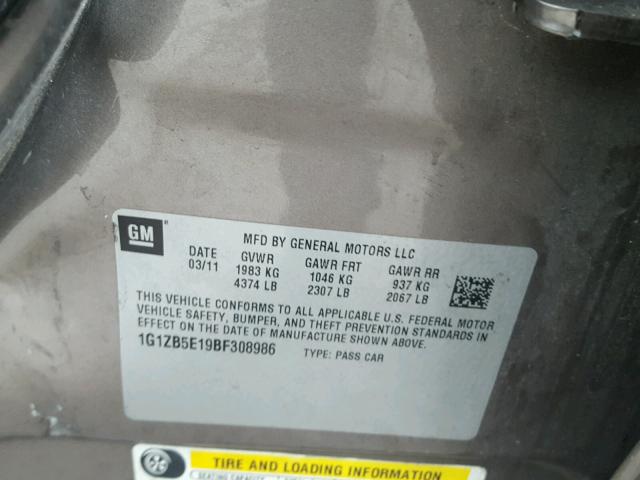 GM
MFD BY GENERAL MOTORS LLC
DATE GVWR GAWR FRT GAWR RR
03/11 1983 KG 1046 KG 937 KG
4374 LB 2307 LB 2067 LB
THIS VEHICLE CONFORMS TO ALL APPLICABLE U.S. FEDERAL MOTOR
VEHICLE SAFETY, BUMPER, AND THEFT PREVENTION STANDARDS IN
EFFECT ON THE DATE OF MANUFACTURE SHOWN ABOVE.
1G1ZB5E19BF308986 TYPE: PASS CAR
TIRE AND LOADING INFORMATION
SEATING CAPACITY